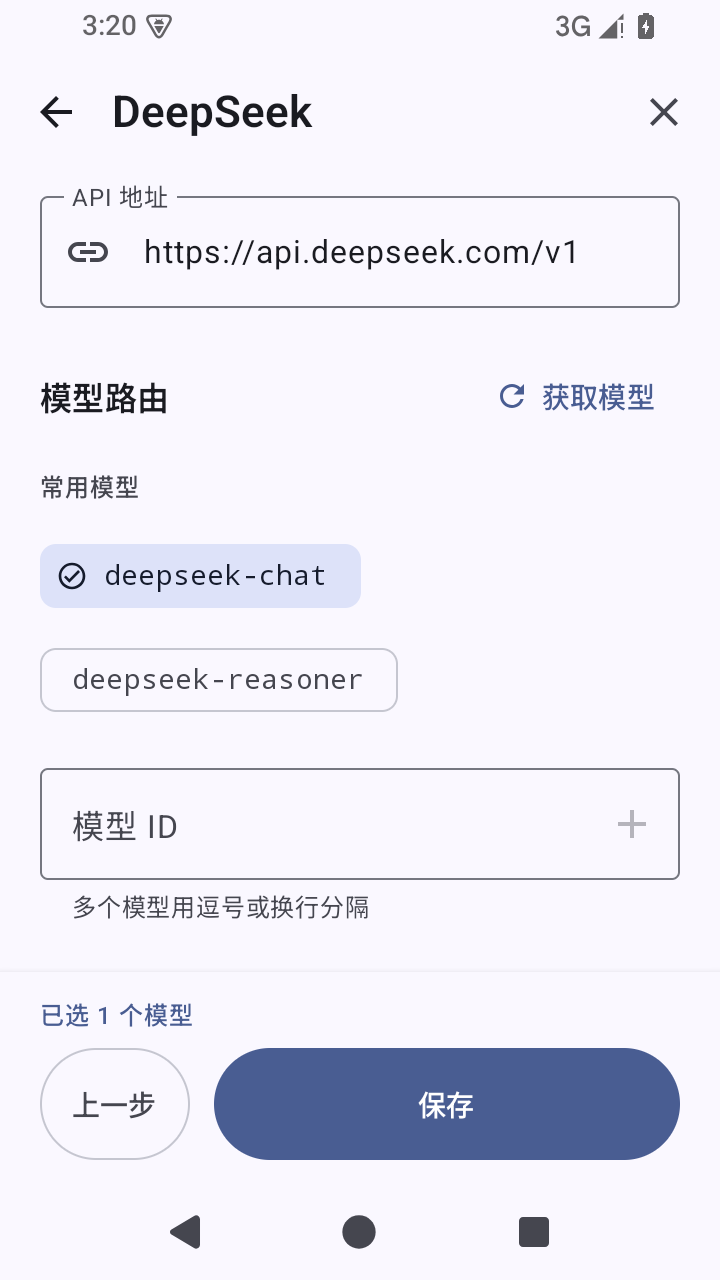 3:20
3G
DeepSeek
API 地址
https://api.deepseek.com/v1
模型路由
获取模型
常用模型
deepseek-chat
deepseek-reasoner
模型 ID
多个模型用逗号或换行分隔
已选 1 个模型
上一步
保存